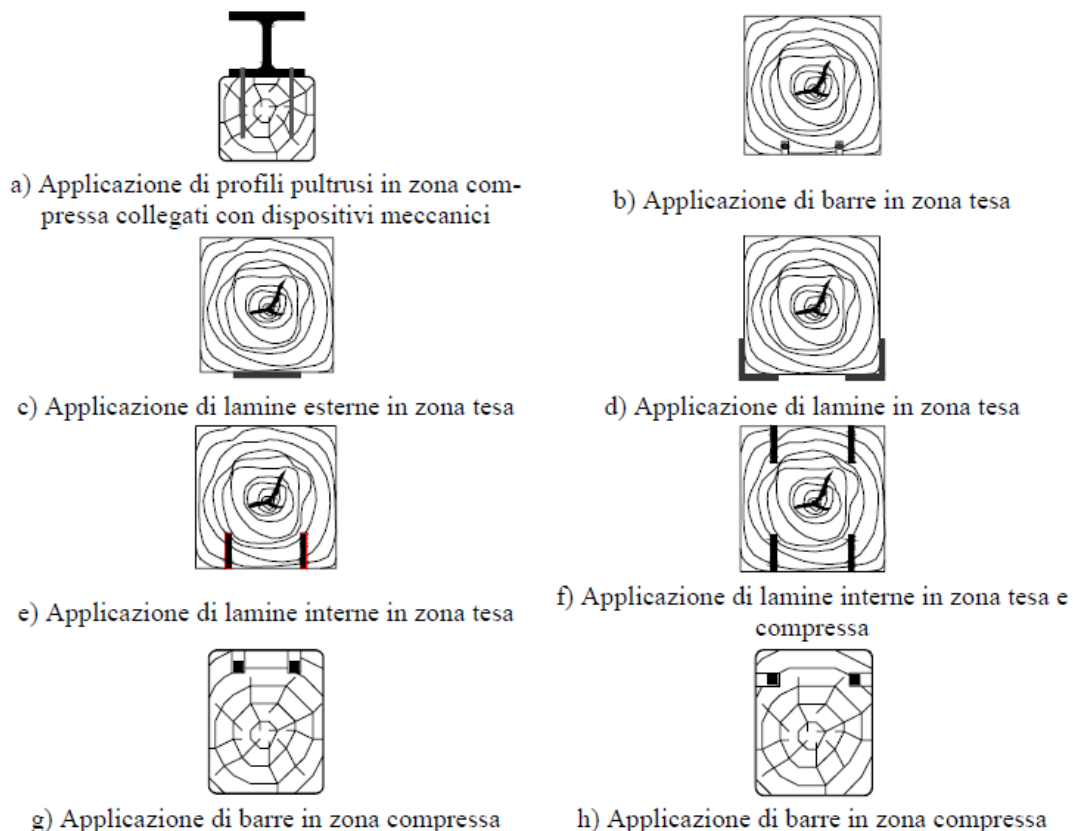 a) Applicazione di profili pultrusi in zona com-
pressa collegati con dispositivi meccanici
b) Applicazione di barre in zona tesa
c) Applicazione di lamine esterne in zona tesa
d) Applicazione di lamine in zona tesa
e) Applicazione di lamine interne in zona tesa
f) Applicazione di lamine interne in zona tesa e
compressa
g) Applicazione di barre in zona compressa
h) Applicazione di barre in zona compressa